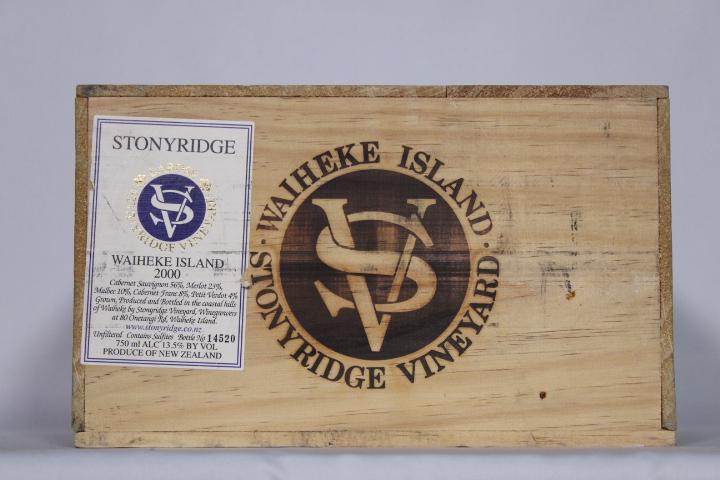 STONYRIDGE
STONYRIDGE VINEYARD
WAIHEKE ISLAND
2000
Cabernet Sauvignon 56%, Merlot 23%,
Malbec 10%, Cabernet Franc 8%, Petit Verdot 4%
Grown, Produced and Bottled in the coastal hills
of Waiheke by Stonyridge Vineyard, Winegrowers
at 80 Onetangi Rd, Waiheke Island.
www.stonyridge.co.nz
Unfiltered Contains Sulfites Bottle No 14520
750 ml ALC 13.5% BY VOL
PRODUCE OF NEW ZEALAND
· WAIHEKE ISLAND ·
SV
STONYRIDGE VINEYARD